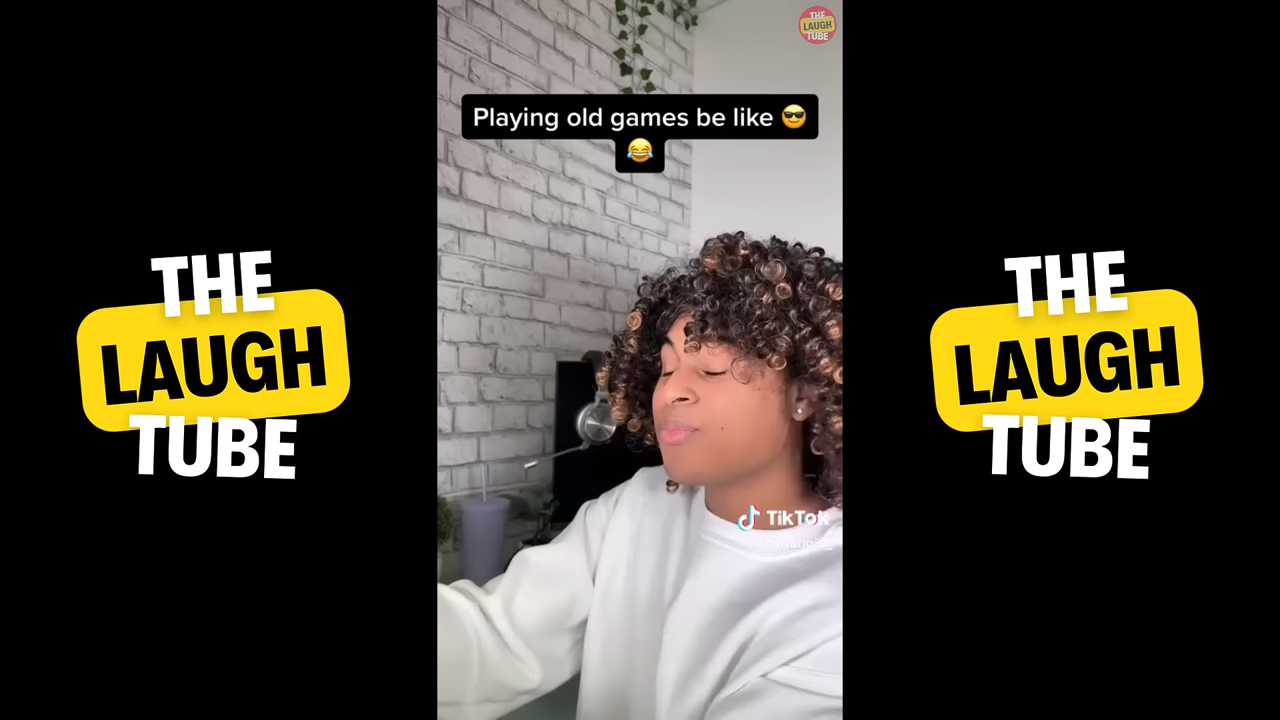 THE
LAUGH
TUBE
Playing old games be like 😎
😂
THE
LAUGH
TUBE
TikTok
THE
LAUGH
TUBE